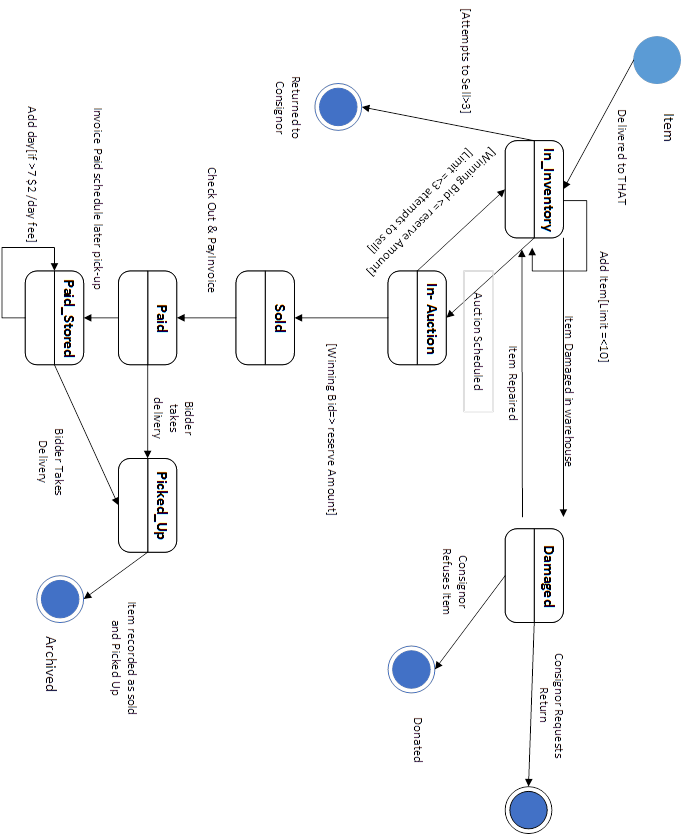 Item
Delivered to THAT
[Attempts to Sell>3]
Returned to
Consignor
In_Inventory
Add Item[Limit =<10]
[Winning Bid <= reserve Amount]
[Limit =<3 attempts to sell]
Auction Scheduled
Item Repaired
Item Damaged in warehouse
In- Auction
[Winning Bid=> reserve Amount]
Sold
Check Out & PayInvoice
Paid
Invoice Paid schedule later pick-up
Paid_Stored
Add day[if >7 $2 /day fee]
Bidder
takes
delivery
Bidder Takes
Delivery
Picked_Up
Item recorded as sold
and Picked Up
Archived
Damaged
Consignor
Refuses Item
Donated
Consignor Requests
Return